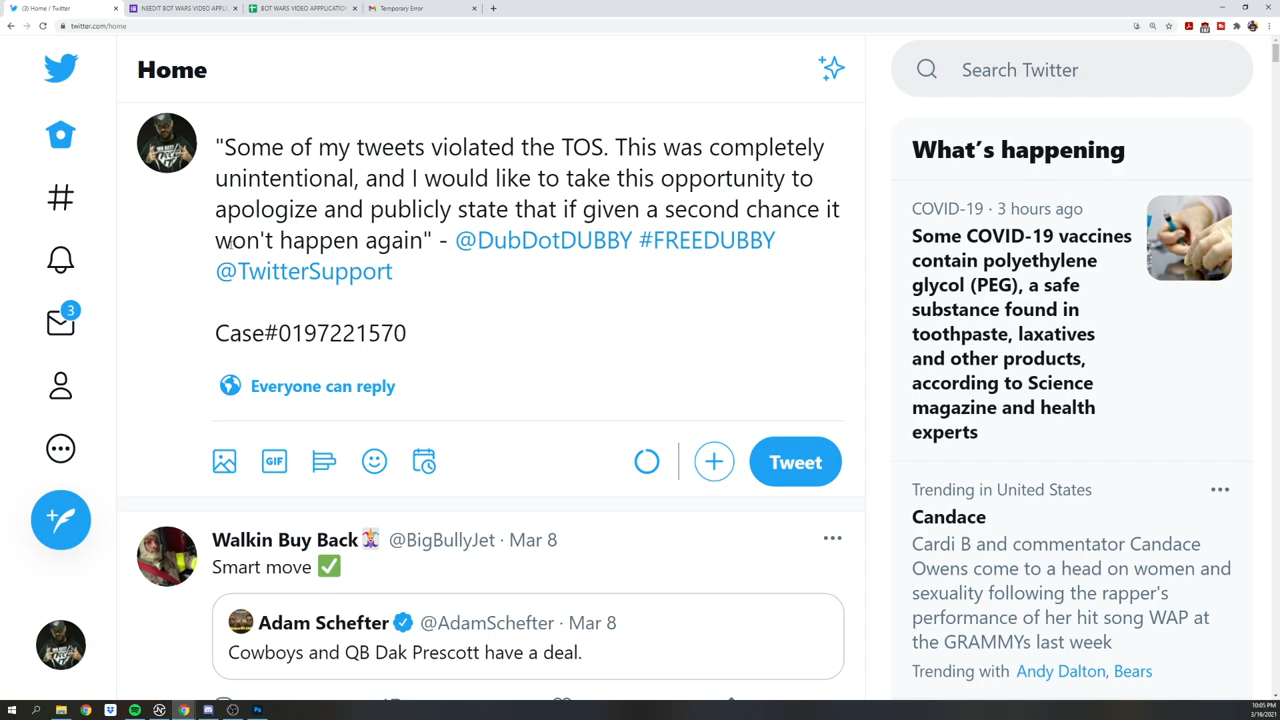 (3) Home / Twitter
NEEDIT BOT WARS VIDEO APPLI
BOT WARS VIDEO APPPLICATION
Temporary Error
twitter.com/home
Home
Search Twitter
"Some of my tweets violated the TOS. This was completely
unintentional, and I would like to take this opportunity to
apologize and publicly state that if given a second chance it
won't happen again" - @DubDotDUBBY #FREEDUBBY
@TwitterSupport
Case#0197221570
Everyone can reply
GIF
Tweet
3
Walkin Buy Back @BigBullyJet · Mar 8
Smart move ✅
Adam Schefter @AdamSchefter · Mar 8
Cowboys and QB Dak Prescott have a deal.
What's happening
COVID-19 · 3 hours ago
Some COVID-19 vaccines
contain polyethylene
glycol (PEG), a safe
substance found in
toothpaste, laxatives
and other products,
according to Science
magazine and health
experts
Trending in United States
Candace
Cardi B and commentator Candace
Owens come to a head on women and
sexuality following the rapper's
performance of her hit song WAP at
the GRAMMYs last week
Trending with Andy Dalton, Bears
10:05 PM
3/16/2021